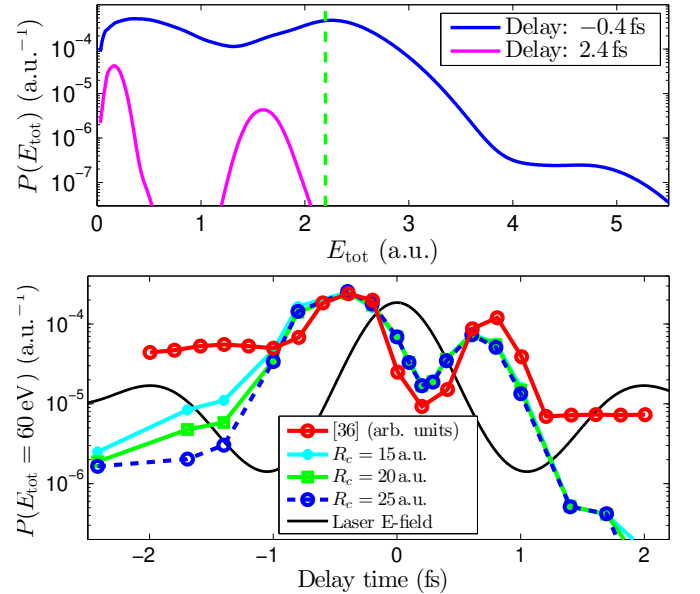 Delay: −0.4 fs
Delay: 2.4 fs
P(E_tot) (a.u.⁻¹)
10⁻⁴
10⁻⁵
10⁻⁶
10⁻⁷
0 1 2 3 4 5
E_tot (a.u.)
P(E_tot = 60 eV) (a.u.⁻¹)
10⁻⁴
10⁻⁵
10⁻⁶
[36] (arb. units)
R_c = 15 a.u.
R_c = 20 a.u.
R_c = 25 a.u.
Laser E-field
−2 −1 0 1 2
Delay time (fs)